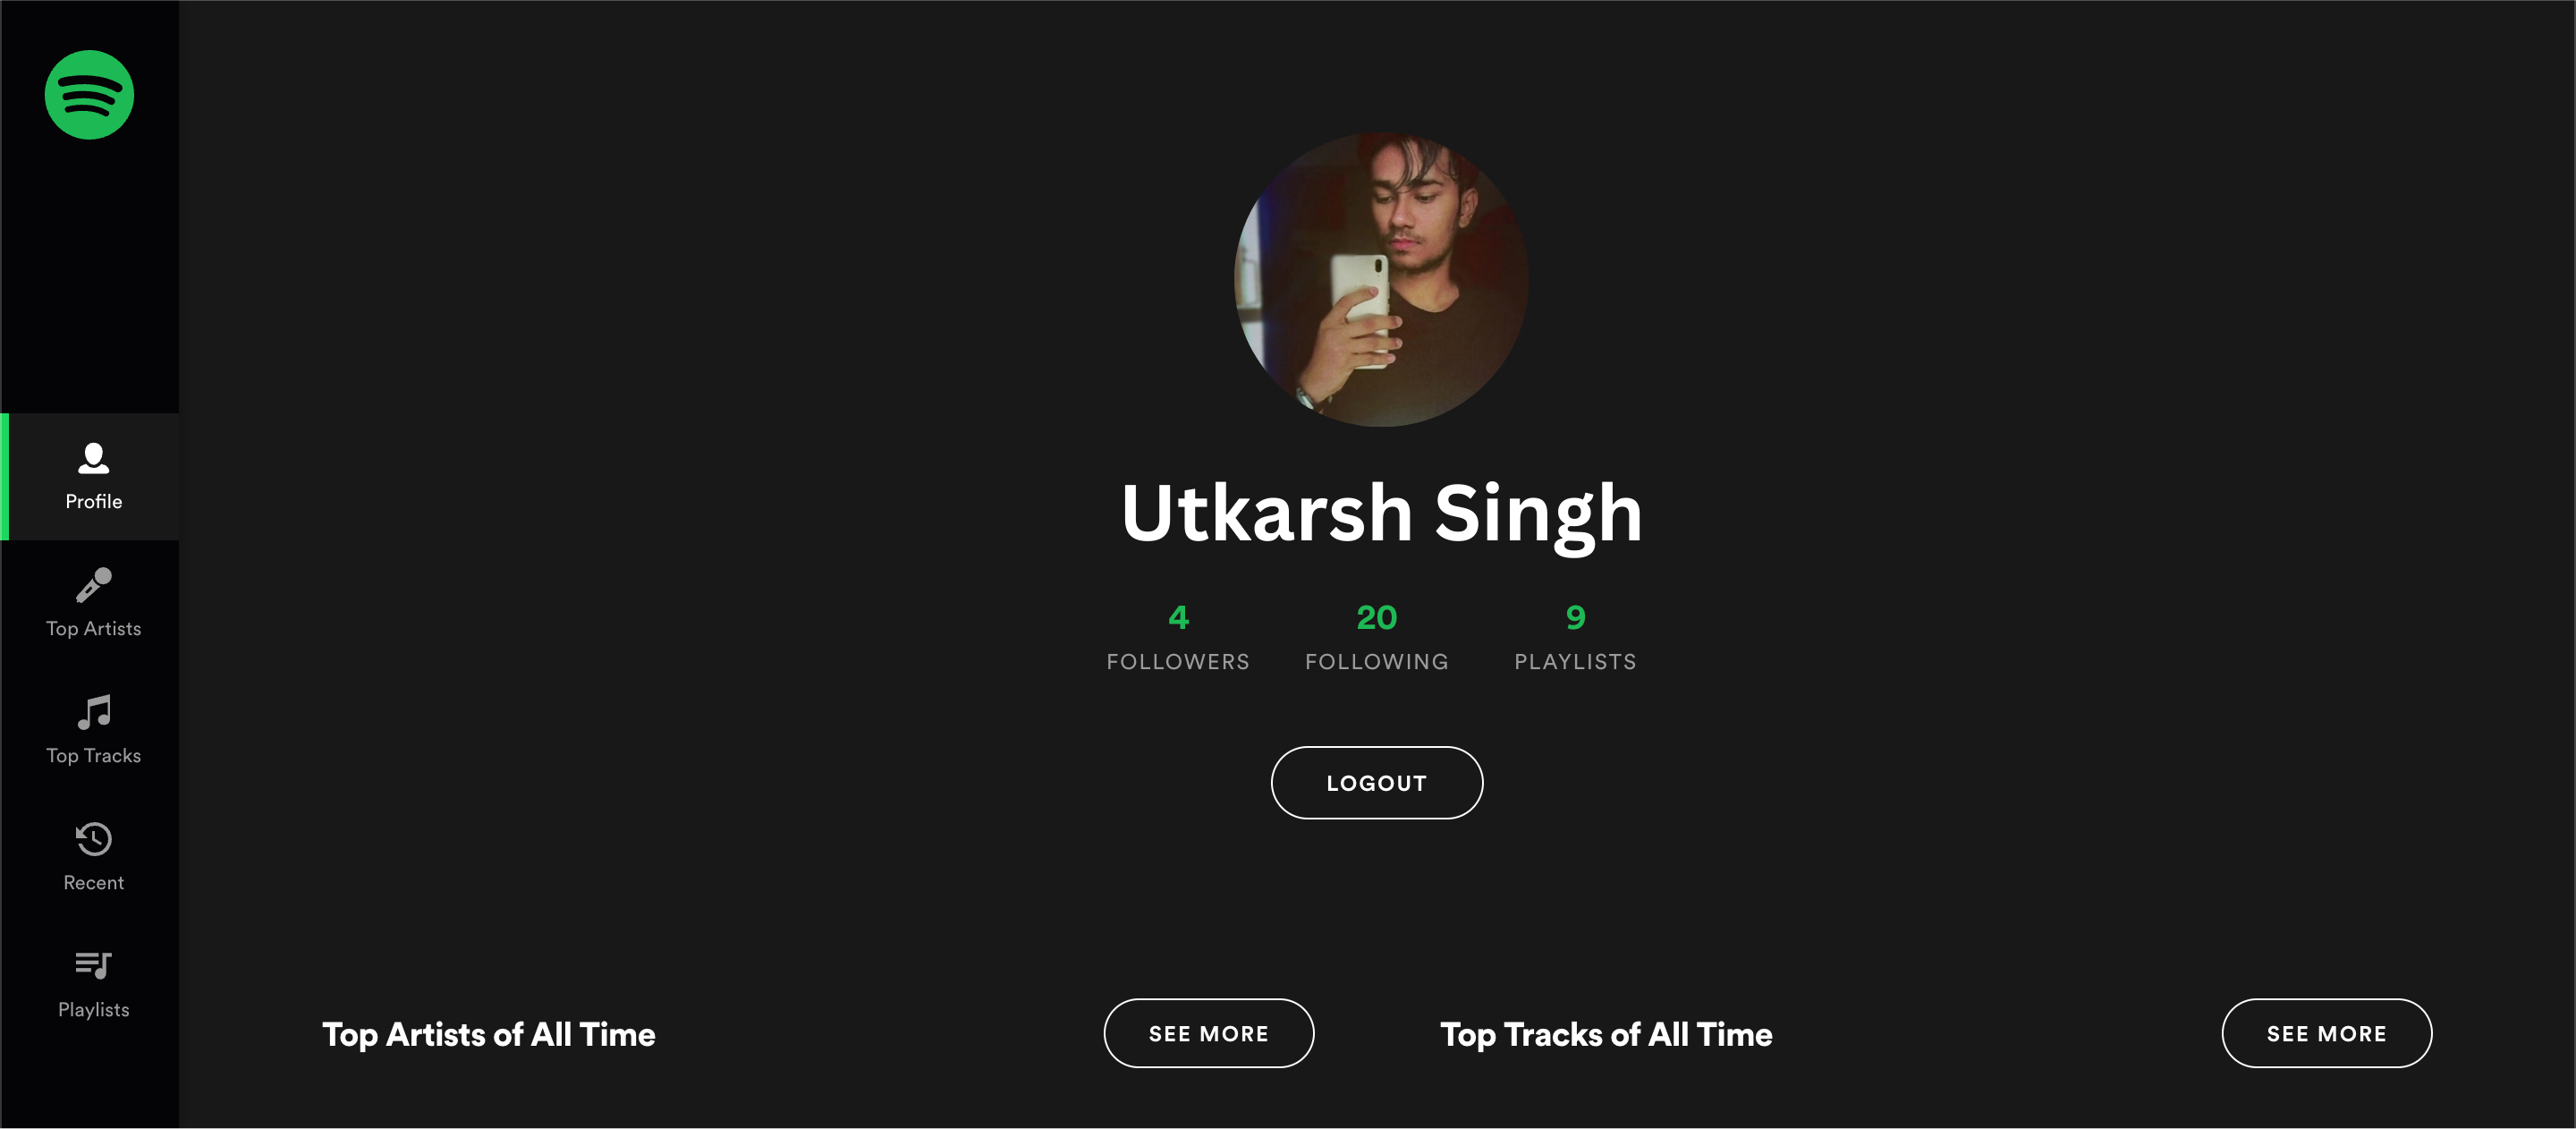 Profile
Top Artists
Top Tracks
Recent
Playlists
Utkarsh Singh
4 20 9
FOLLOWERS FOLLOWING PLAYLISTS
LOGOUT
Top Artists of All Time SEE MORE Top Tracks of All Time SEE MORE